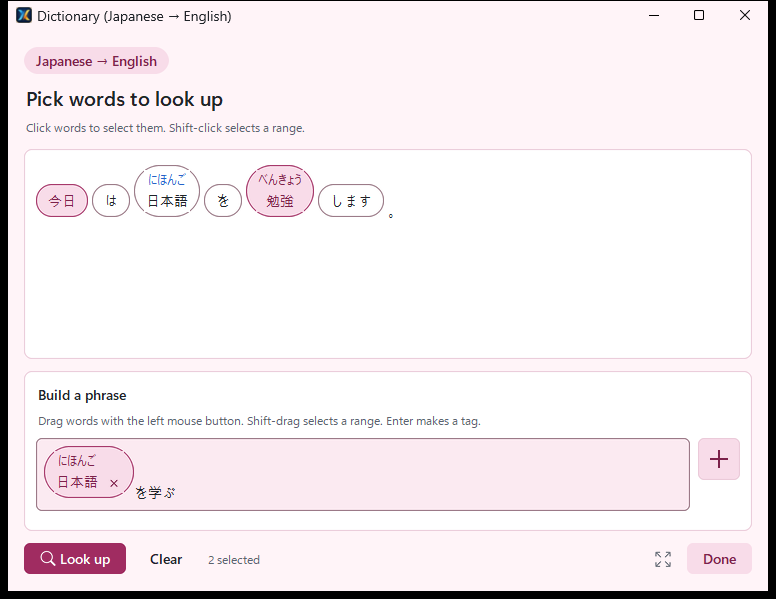 Dictionary (Japanese → English)
Japanese → English
Pick words to look up
Click words to select them. Shift-click selects a range.
にほんご べんきょう
今日 は 日本語 を 勉強 します 。
Build a phrase
Drag words with the left mouse button. Shift-drag selects a range. Enter makes a tag.
にほんご
日本語 × を学ぶ
Look up Clear 2 selected Done